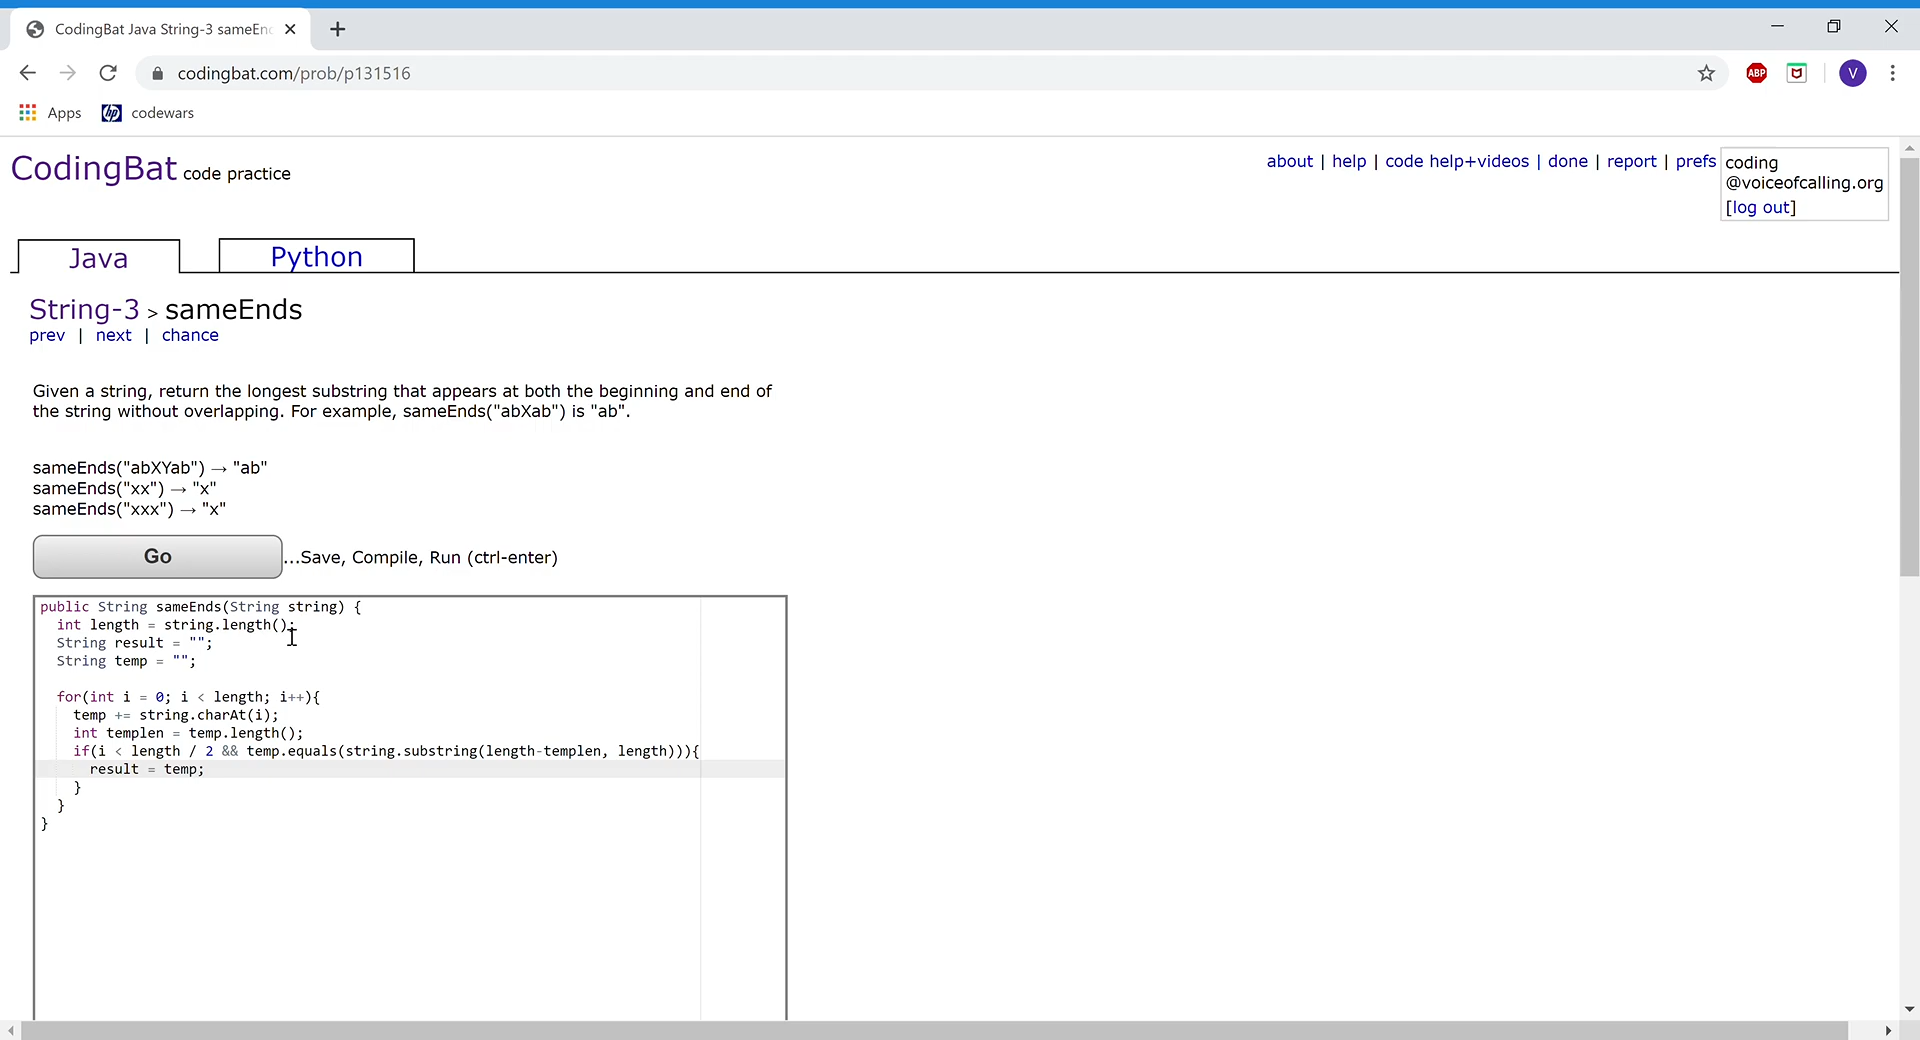 CodingBat Java String-3 sameEn
codingbat.com/prob/p131516
ABP
V
Apps
hp
codewars
CodingBat code practice
about | help | code help+videos | done | report | prefs
coding
@voiceofcalling.org
[log out]
Java
Python
String-3 > sameEnds
prev | next | chance
Given a string, return the longest substring that appears at both the beginning and end of
the string without overlapping. For example, sameEnds("abXab") is "ab".
sameEnds("abXYab") → "ab"
sameEnds("xx") → "x"
sameEnds("xxx") → "x"
Go
...Save, Compile, Run (ctrl-enter)
public String sameEnds(String string) {
int length = string.length();
String result = "";
String temp = "";
for(int i = 0; i < length; i++){
temp += string.charAt(i);
int templen = temp.length();
if(i < length / 2 && temp.equals(string.substring(length-templen, length))){
result = temp;
}
}
}